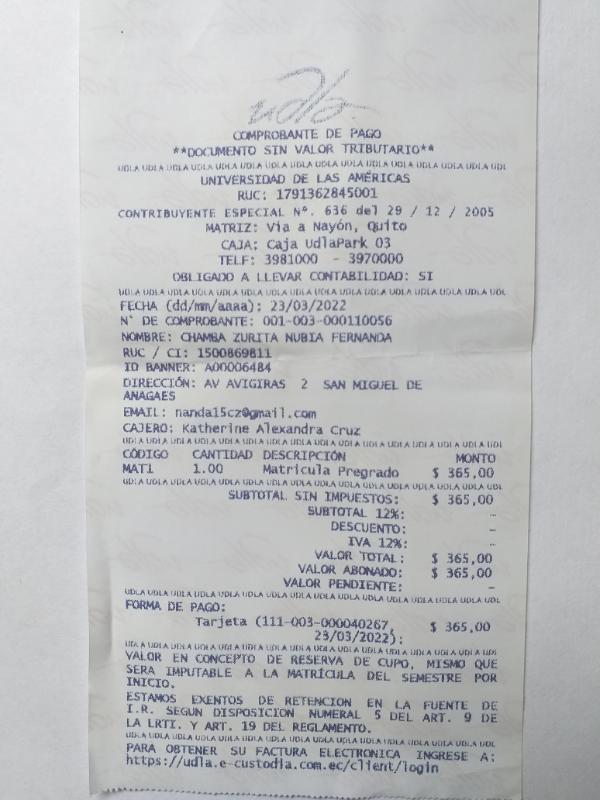 udla
COMPROBANTE DE PAGO
**DOCUMENTO SIN VALOR TRIBUTARIO**
UDLA UDLA UDLA UDLA UDLA UDLA UDLA UDLA UDLA UDLA UDLA UDLA UDLA UDLA UDLA UDL
UNIVERSIDAD DE LAS AMÉRICAS
RUC: 1791362845001
CONTRIBUYENTE ESPECIAL Nº. 636 del 29 / 12 / 2005
MATRIZ: Via a Nayón, Quito
CAJA: Caja UdlaPark 03
TELF: 3981000 - 3970000
OBLIGADO A LLEVAR CONTABILIDAD: SI
UDLA UDLA UDLA UDLA UDLA UDLA UDLA UDLA UDLA UDLA UDLA UDLA UDLA UDLA UDLA UDL
FECHA (dd/mm/aaaa): 23/03/2022
N° DE COMPROBANTE: 001-003-000110056
NOMBRE: CHAMBA ZURITA NUBIA FERNANDA
RUC / CI: 1500869811
ID BANNER: A00006484
DIRECCIÓN: AV AVIGIRAS 2 SAN MIGUEL DE
ANAGAES
EMAIL: nanda15cz@gmail.com
CAJERO: Katherine Alexandra Cruz
UDLA UDLA UDLA UDLA UDLA UDLA UDLA UDLA UDLA UDLA UDLA UDLA UDLA UDLA UDLA UDL
CÓDIGO CANTIDAD DESCRIPCIÓN MONTO
MAT1 1.00 Matricula Pregrado $ 365,00
UDLA UDLA UDLA UDLA UDLA UDLA UDLA UDLA UDLA UDLA UDLA UDLA UDLA UDLA UDLA UDL
SUBTOTAL SIN IMPUESTOS: $ 365,00
SUBTOTAL 12%: -
DESCUENTO: -
IVA 12%: -
VALOR TOTAL: $ 365,00
VALOR ABONADO: $ 365,00
VALOR PENDIENTE: -
UDLA UDLA UDLA UDLA UDLA UDLA UDLA UDLA UDLA UDLA UDLA UDLA UDLA UDLA UDLA UDL
FORMA DE PAGO:
Tarjeta (111-003-000040267, $ 365,00
23/03/2022):
UDLA UDLA UDLA UDLA UDLA UDLA UDLA UDLA UDLA UDLA UDLA UDLA UDLA UDLA UDLA UDL
VALOR EN CONCEPTO DE RESERVA DE CUPO, MISMO QUE
SERA IMPUTABLE A LA MATRÍCULA DEL SEMESTRE POR
INICIO.
ESTAMOS EXENTOS DE RETENCION EN LA FUENTE DE
I.R. SEGUN DISPOSICION NUMERAL 5 DEL ART. 9 DE
LA LRTI. Y ART. 19 DEL REGLAMENTO.
UDLA UDLA UDLA UDLA UDLA UDLA UDLA UDLA UDLA UDLA UDLA UDLA UDLA UDLA UDLA UDL
PARA OBTENER SU FACTURA ELECTRONICA INGRESE A:
https://udla.e-custodia.com.ec/client/login